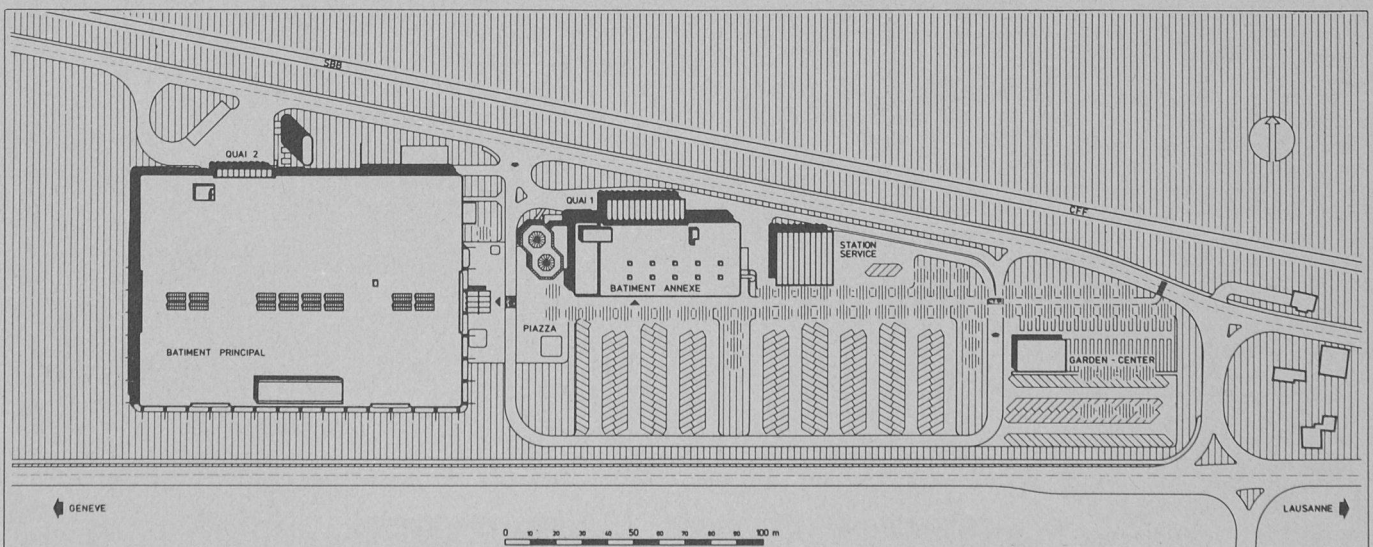 SBB
QUAI 2
CFF
QUAI 1
STATION
SERVICE
BATIMENT ANNEXE
PIAZZA
BATIMENT PRINCIPAL
GARDEN - CENTER
GENEVE
LAUSANNE
0 10 20 30 40 50 60 70 80 90 100 m